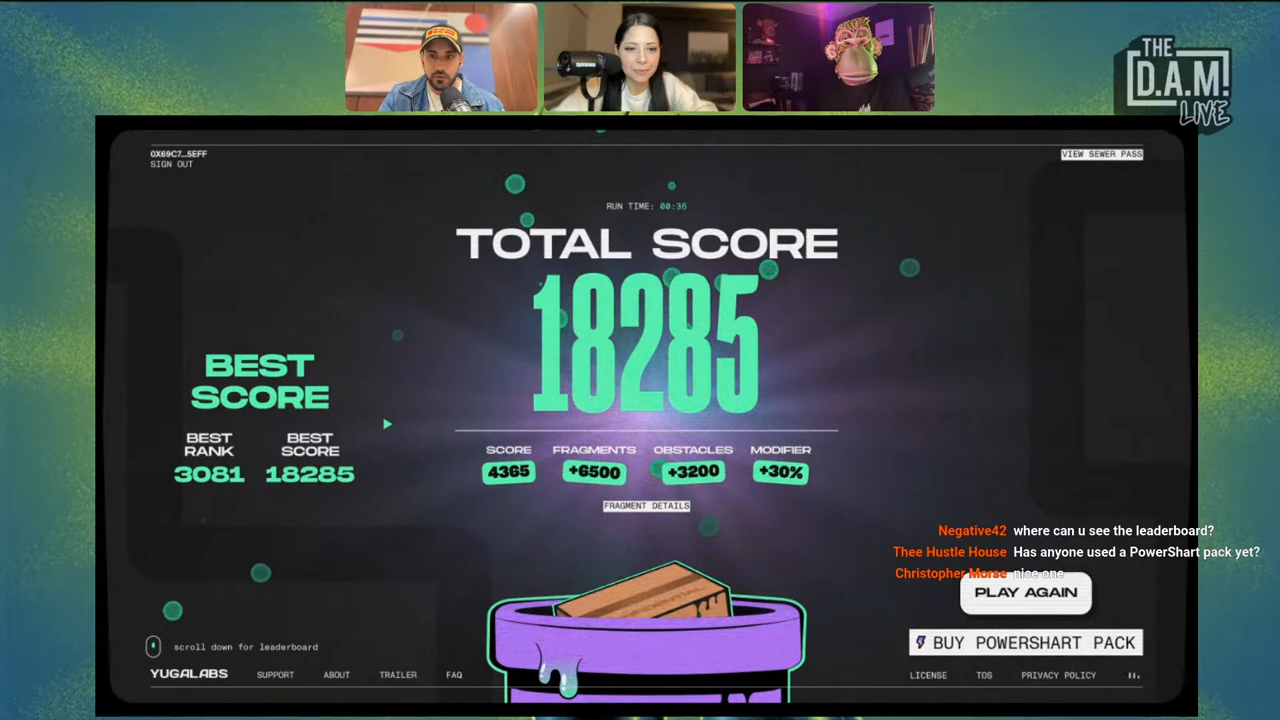 THE
D.A.M!
LIVE
0X69C7…5EFF
SIGN OUT
VIEW SEWER PASS
RUN TIME: 00:36
TOTAL SCORE
18285
BEST
SCORE
BEST RANK
3081
BEST SCORE
18285
SCORE
4365
FRAGMENTS
+6500
OBSTACLES
+3200
MODIFIER
+30%
FRAGMENT DETAILS
Negative42 where can u see the leaderboard?
Thee Hustle House Has anyone used a PowerShart pack yet?
Christopher Morse nice one
PLAY AGAIN
BUY POWERSHART PACK
scroll down for leaderboard
YUGALABS SUPPORT ABOUT TRAILER FAQ
LICENSE TOS PRIVACY POLICY